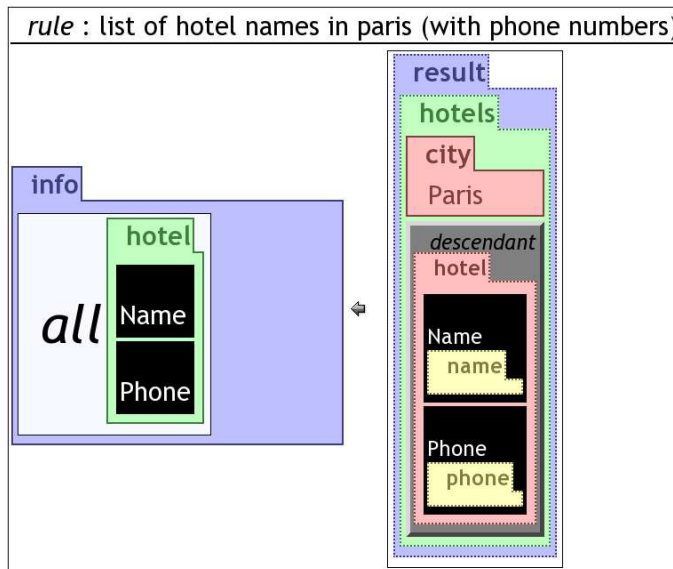 rule : list of hotel names in paris (with phone numbers)
info
all
hotel
Name
Phone
result
hotels
city
Paris
descendant
hotel
Name
name
Phone
phone